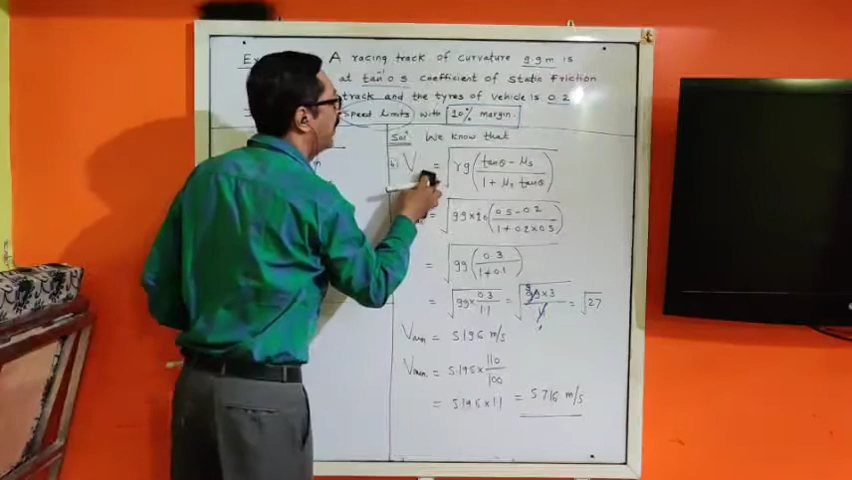 Ex A racing track of curvature 9.9 m is
at tan θ 0.5 coefficient of static friction
track and the tyres of vehicle is 0.2
speed limits with 10% margin.
Sol^n We know that
V = √(rg((tanθ - μs)/(1 + μs tanθ)))
= √(99×10((0.5-0.2)/(1+0.2×0.5)))
= √(99(0.3/(1+0.1)))
= √(99×0.3/1.1) = √(99×3/11) = √27
Vmin = 5.196 m/s
Vmin = 5.196×110/100
= 5.196×1.1 = 5.716 m/s